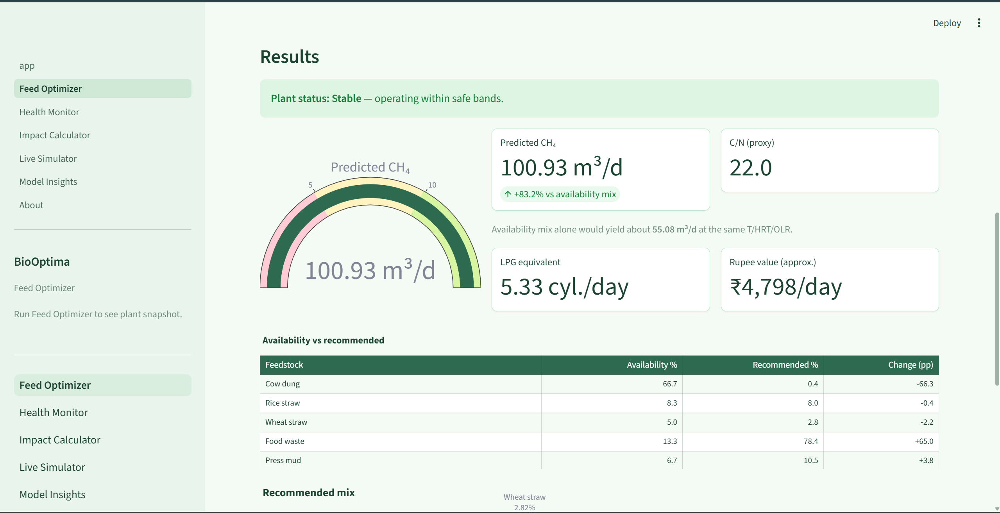 Deploy
app
Feed Optimizer
Health Monitor
Impact Calculator
Live Simulator
Model Insights
About
BioOptima
Feed Optimizer
Run Feed Optimizer to see plant snapshot.
Feed Optimizer
Health Monitor
Impact Calculator
Live Simulator
Model Insights
Results
Plant status: Stable — operating within safe bands.
Predicted CH₄
5 10
100.93 m³/d
Predicted CH₄
100.93 m³/d
↑ +83.2% vs availability mix
C/N (proxy)
22.0
Availability mix alone would yield about 55.08 m³/d at the same T/HRT/OLR.
LPG equivalent
5.33 cyl./day
Rupee value (approx.)
₹4,798/day
Availability vs recommended
Feedstock Availability % Recommended % Change (pp)
Cow dung 66.7 0.4 -66.3
Rice straw 8.3 8.0 -0.4
Wheat straw 5.0 2.8 -2.2
Food waste 13.3 78.4 +65.0
Press mud 6.7 10.5 +3.8
Recommended mix
Wheat straw
2.82%